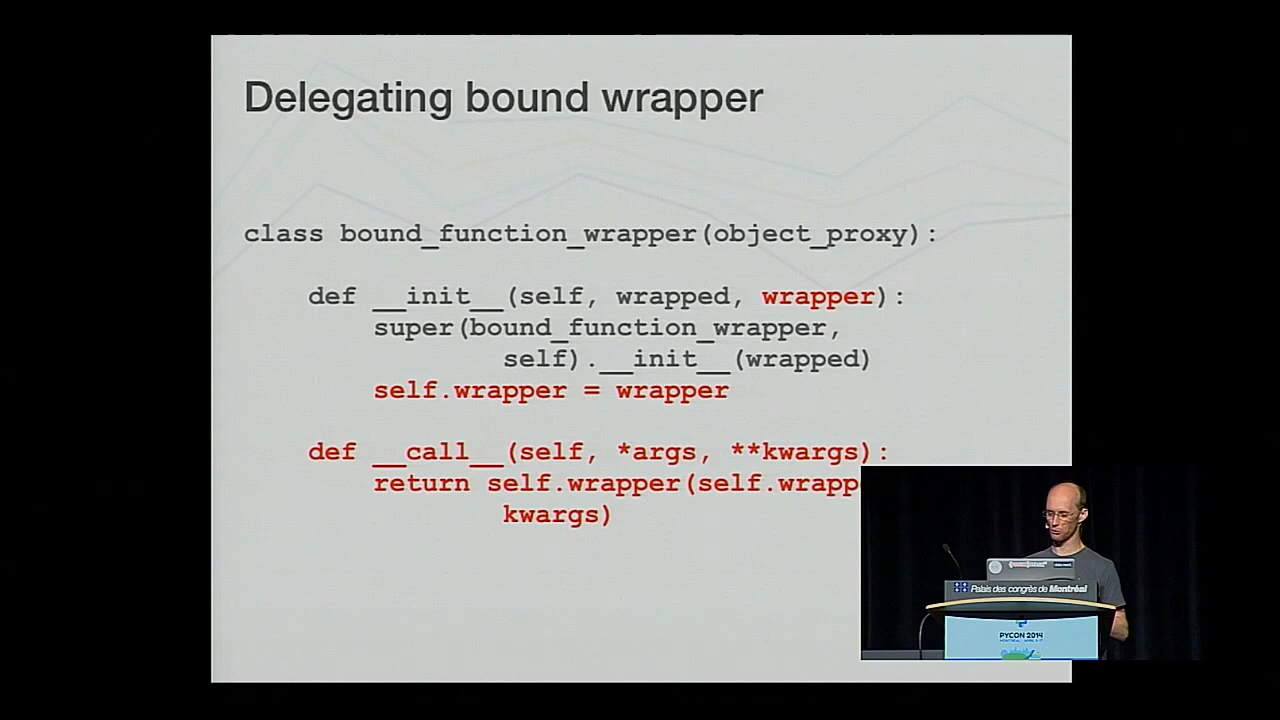 Delegating bound wrapper
class bound_function_wrapper(object_proxy):
def __init__(self, wrapped, wrapper):
super(bound_function_wrapper,
self).__init__(wrapped)
self.wrapper = wrapper
def __call__(self, *args, **kwargs):
return self.wrapper(self.wrapp
kwargs)
Palais des congrès de Montréal
PYCON 2014